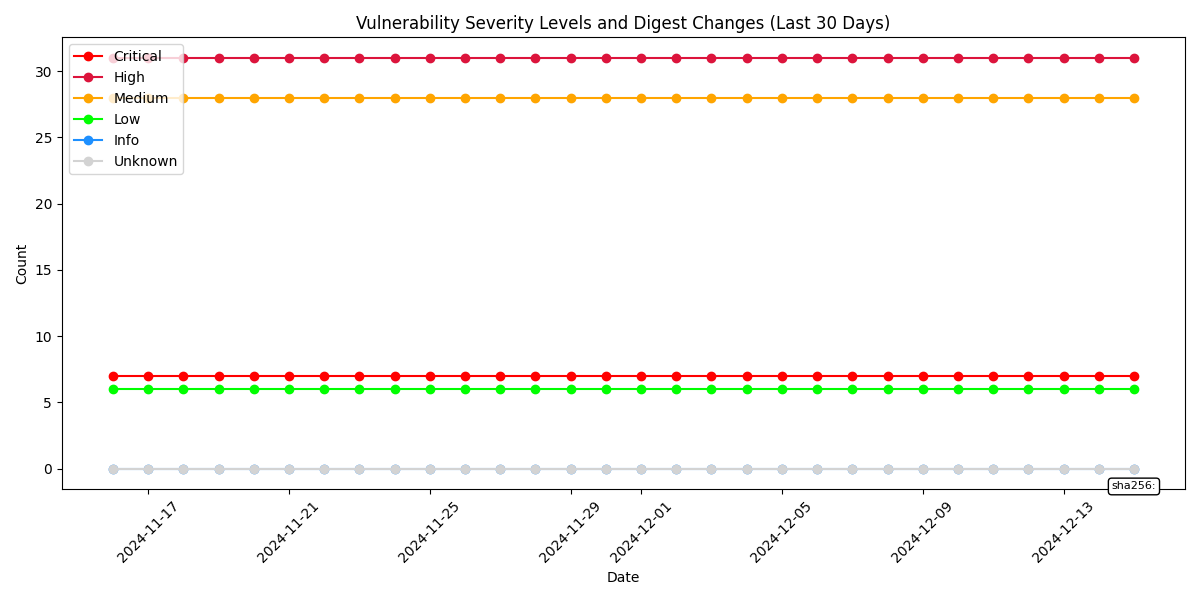 Vulnerability Severity Levels and Digest Changes (Last 30 Days)
Critical
High
Medium
Low
Info
Unknown
Count
30
25
20
15
10
5
0
sha256:
2024-11-17
2024-11-21
2024-11-25
2024-11-29
2024-12-01
2024-12-05
2024-12-09
2024-12-13
Date